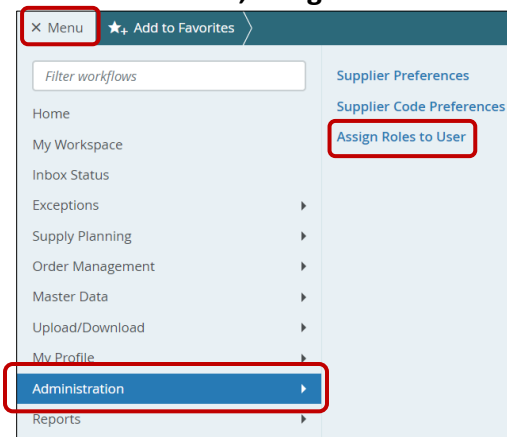 × Menu ★+ Add to Favorites
Filter workflows
Home
My Workspace
Inbox Status
Exceptions
Supply Planning
Order Management
Master Data
Upload/Download
My Profile
Administration
Reports
Supplier Preferences
Supplier Code Preferences
Assign Roles to User